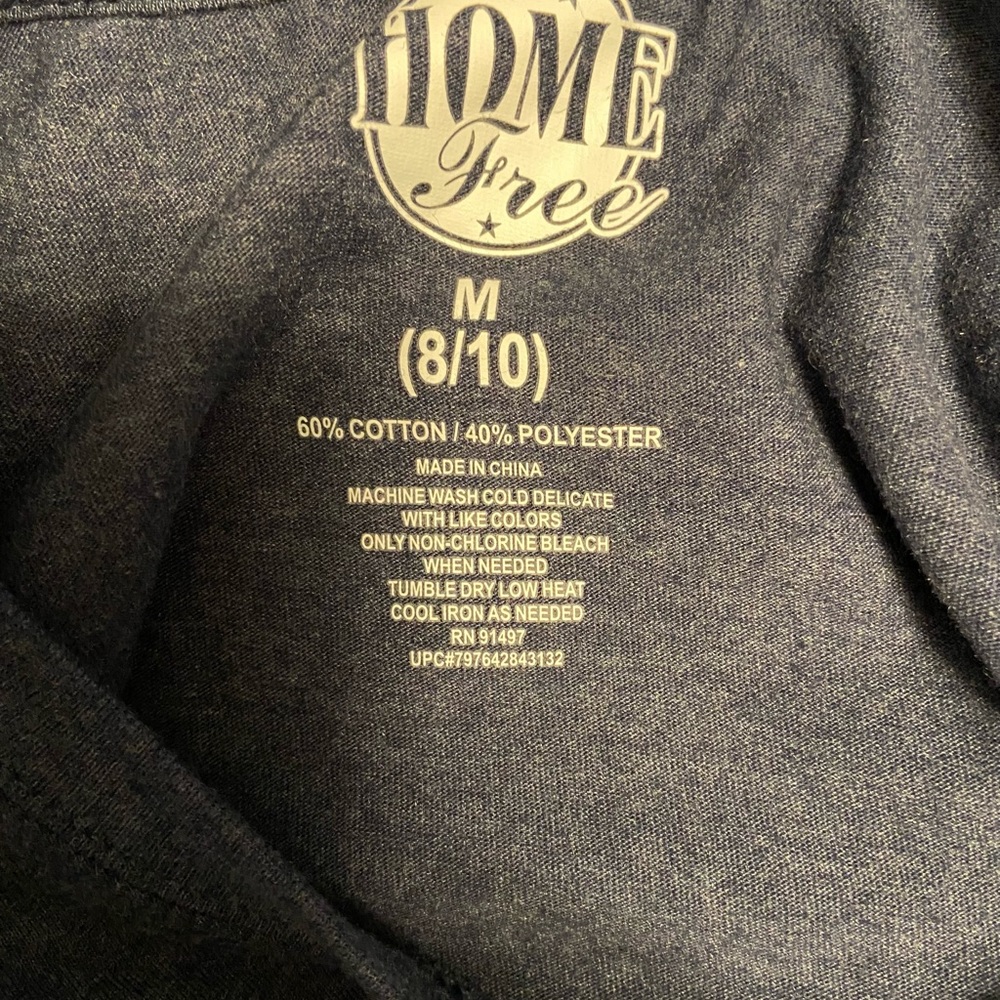 HOME
Free
M
(8/10)
60% COTTON / 40% POLYESTER
MADE IN CHINA
MACHINE WASH COLD DELICATE
WITH LIKE COLORS
ONLY NON-CHLORINE BLEACH
WHEN NEEDED
TUMBLE DRY LOW HEAT
COOL IRON AS NEEDED
RN 91497
UPC#797642843132